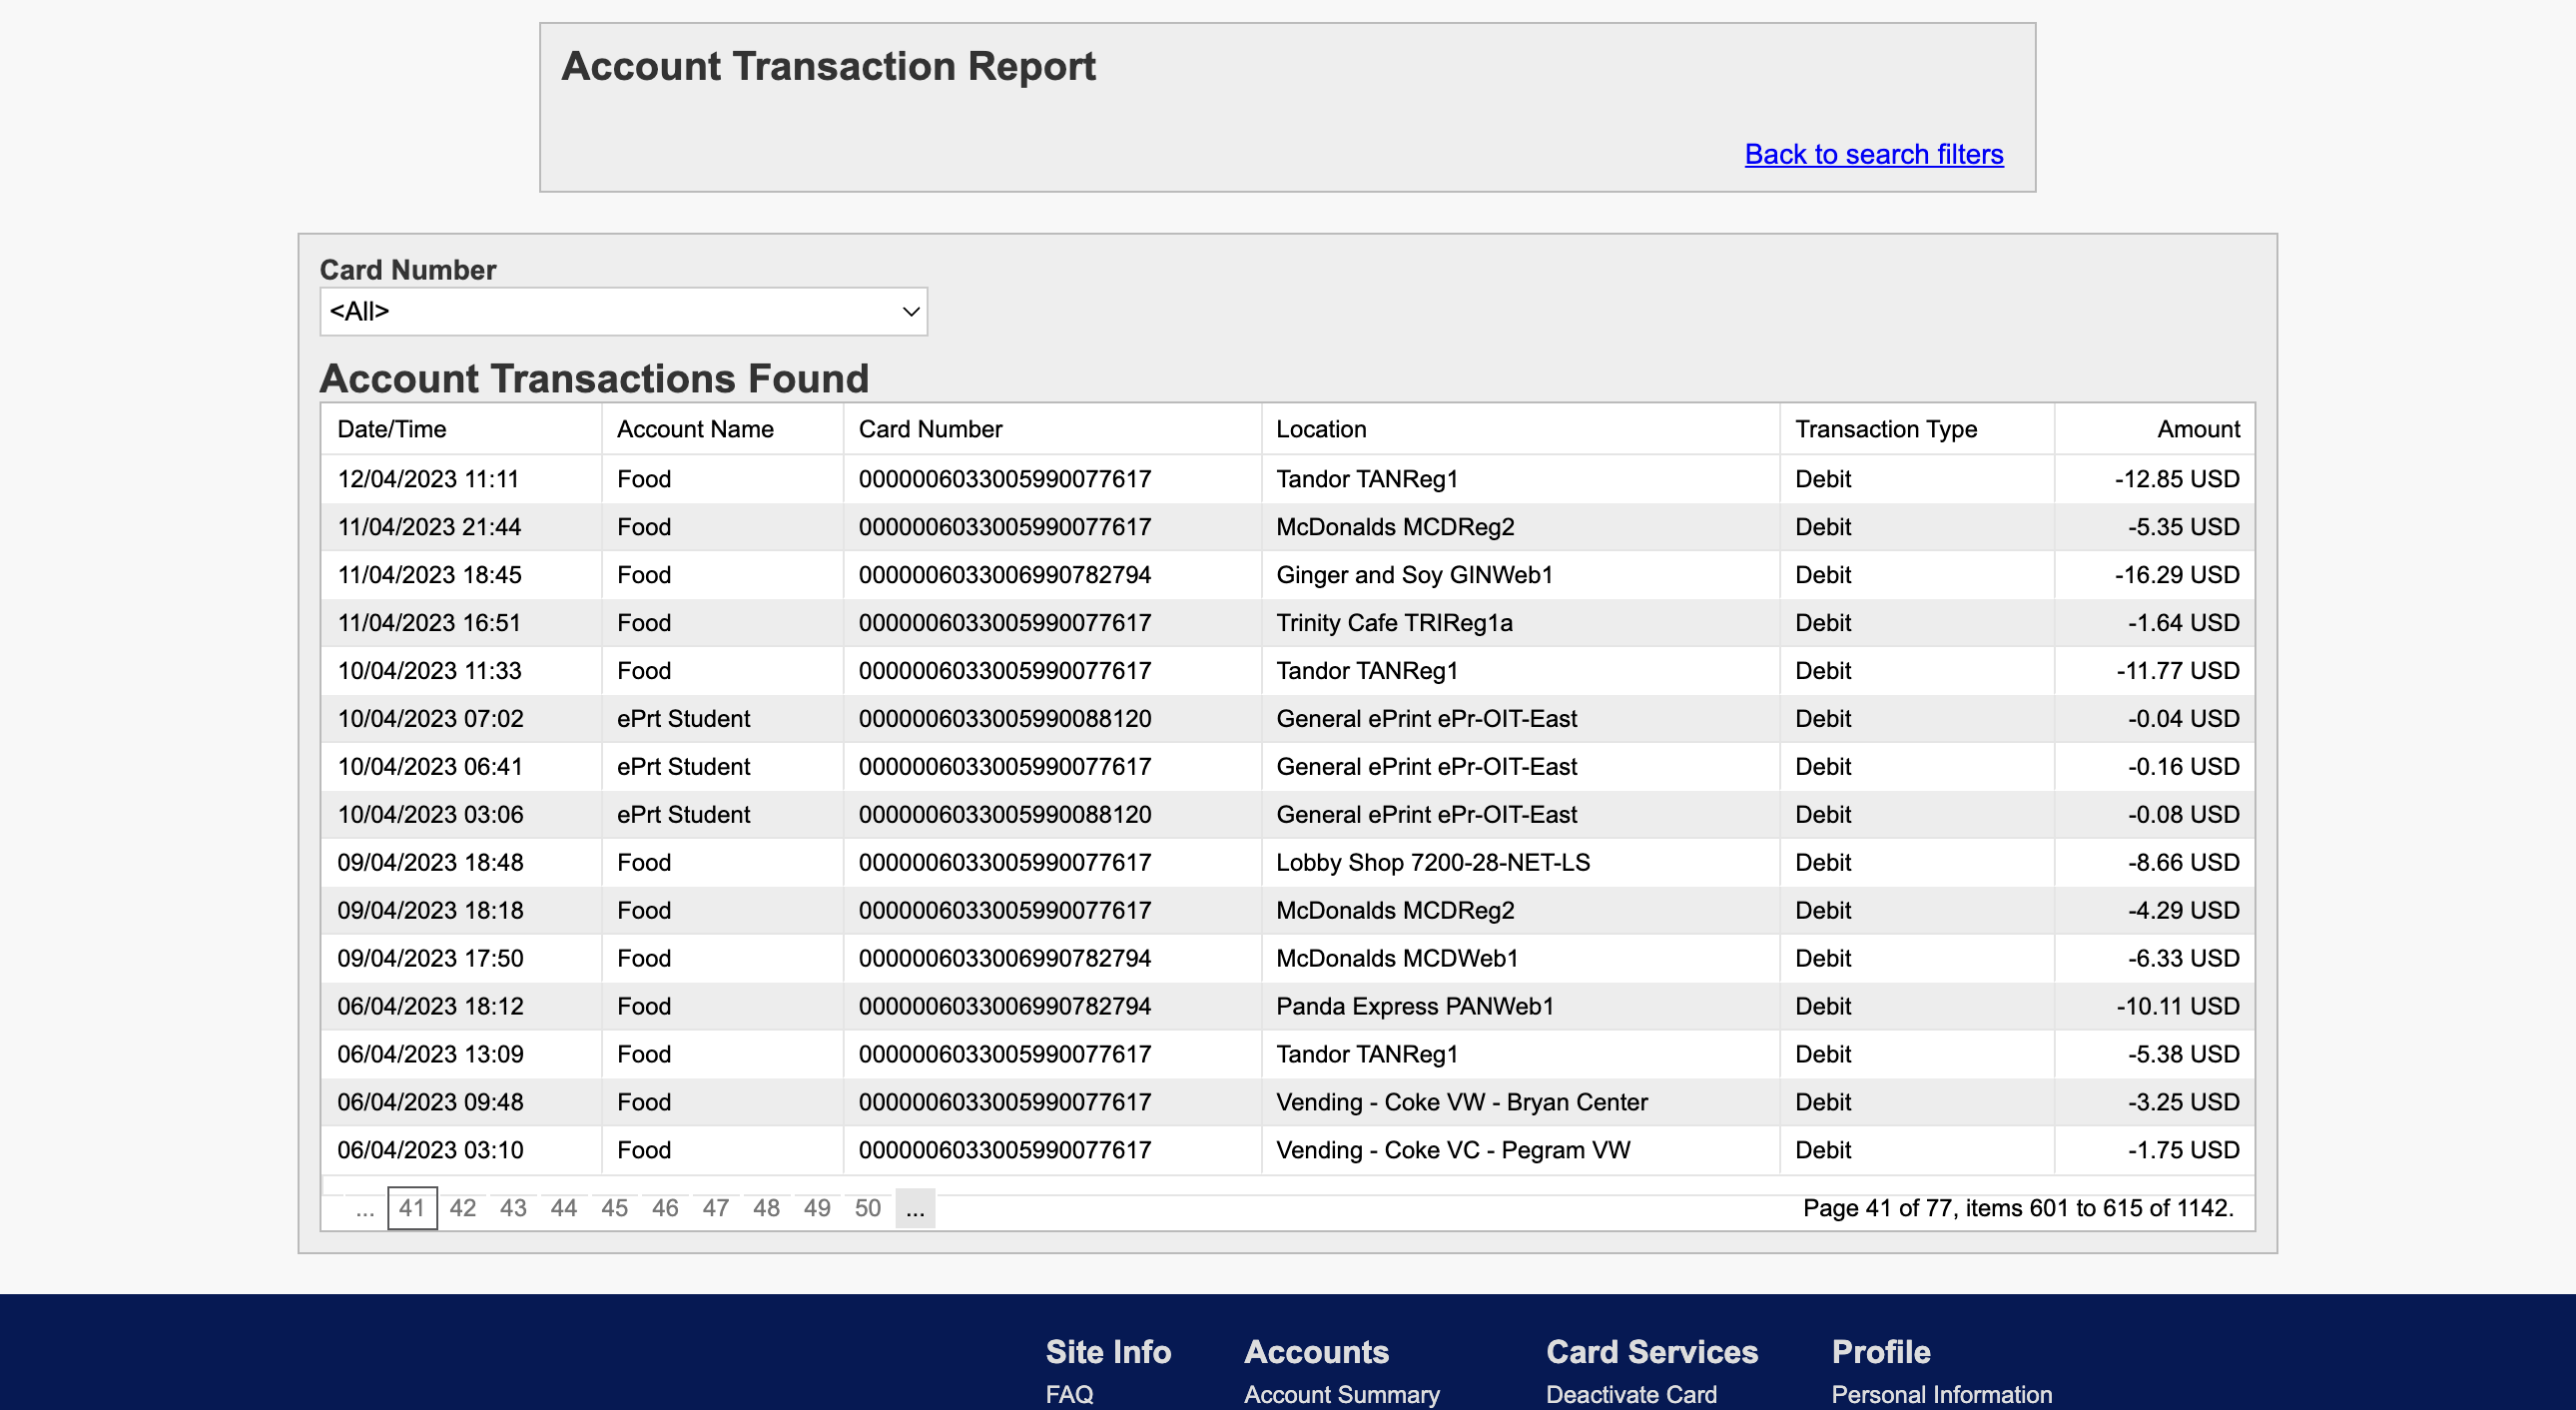 Account Transaction Report
Back to search filters
Card Number
<All>
Account Transactions Found
Date/Time Account Name Card Number Location Transaction Type Amount
12/04/2023 11:11 Food 0000006033005990077617 Tandor TANReg1 Debit -12.85 USD
11/04/2023 21:44 Food 0000006033005990077617 McDonalds MCDReg2 Debit -5.35 USD
11/04/2023 18:45 Food 0000006033006990782794 Ginger and Soy GINWeb1 Debit -16.29 USD
11/04/2023 16:51 Food 0000006033005990077617 Trinity Cafe TRIReg1a Debit -1.64 USD
10/04/2023 11:33 Food 0000006033005990077617 Tandor TANReg1 Debit -11.77 USD
10/04/2023 07:02 ePrt Student 0000006033005990088120 General ePrint ePr-OIT-East Debit -0.04 USD
10/04/2023 06:41 ePrt Student 0000006033005990077617 General ePrint ePr-OIT-East Debit -0.16 USD
10/04/2023 03:06 ePrt Student 0000006033005990088120 General ePrint ePr-OIT-East Debit -0.08 USD
09/04/2023 18:48 Food 0000006033005990077617 Lobby Shop 7200-28-NET-LS Debit -8.66 USD
09/04/2023 18:18 Food 0000006033005990077617 McDonalds MCDReg2 Debit -4.29 USD
09/04/2023 17:50 Food 0000006033006990782794 McDonalds MCDWeb1 Debit -6.33 USD
06/04/2023 18:12 Food 0000006033006990782794 Panda Express PANWeb1 Debit -10.11 USD
06/04/2023 13:09 Food 0000006033005990077617 Tandor TANReg1 Debit -5.38 USD
06/04/2023 09:48 Food 0000006033005990077617 Vending - Coke VW - Bryan Center Debit -3.25 USD
06/04/2023 03:10 Food 0000006033005990077617 Vending - Coke VC - Pegram VW Debit -1.75 USD
... 41 42 43 44 45 46 47 48 49 50 ... Page 41 of 77, items 601 to 615 of 1142.
Site Info Accounts Card Services Profile
FAQ Account Summary Deactivate Card Personal Information